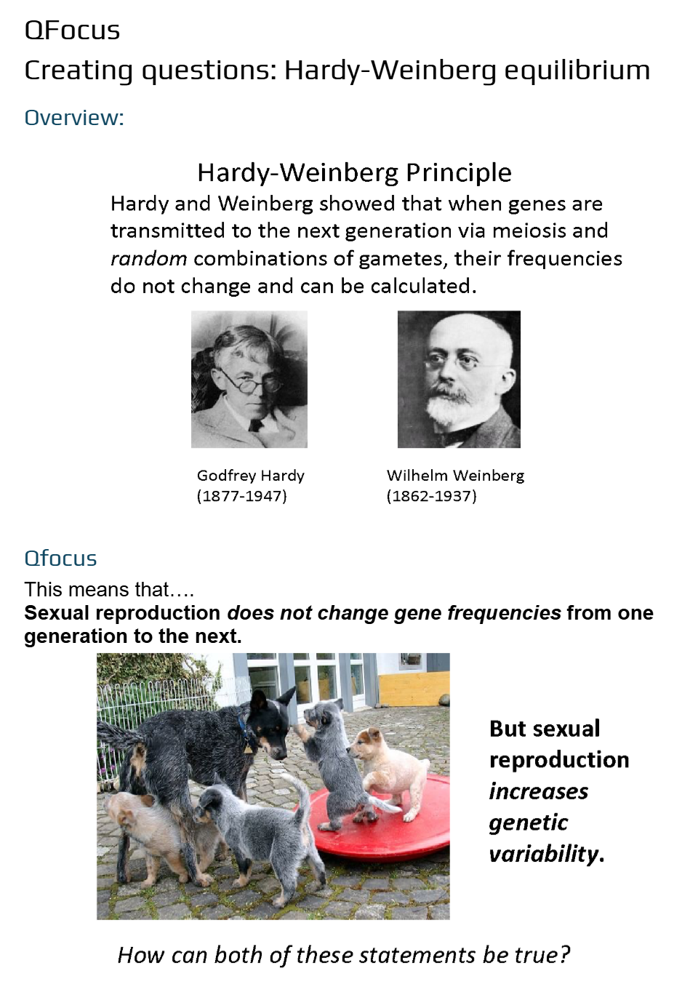 QFocus
Creating questions: Hardy-Weinberg equilibrium
Overview:
Hardy-Weinberg Principle
Hardy and Weinberg showed that when genes are
transmitted to the next generation via meiosis and
random combinations of gametes, their frequencies
do not change and can be calculated.
Godfrey Hardy
(1877-1947)
Wilhelm Weinberg
(1862-1937)
Qfocus
This means that….
Sexual reproduction does not change gene frequencies from one
generation to the next.
But sexual
reproduction
increases
genetic
variability.
How can both of these statements be true?